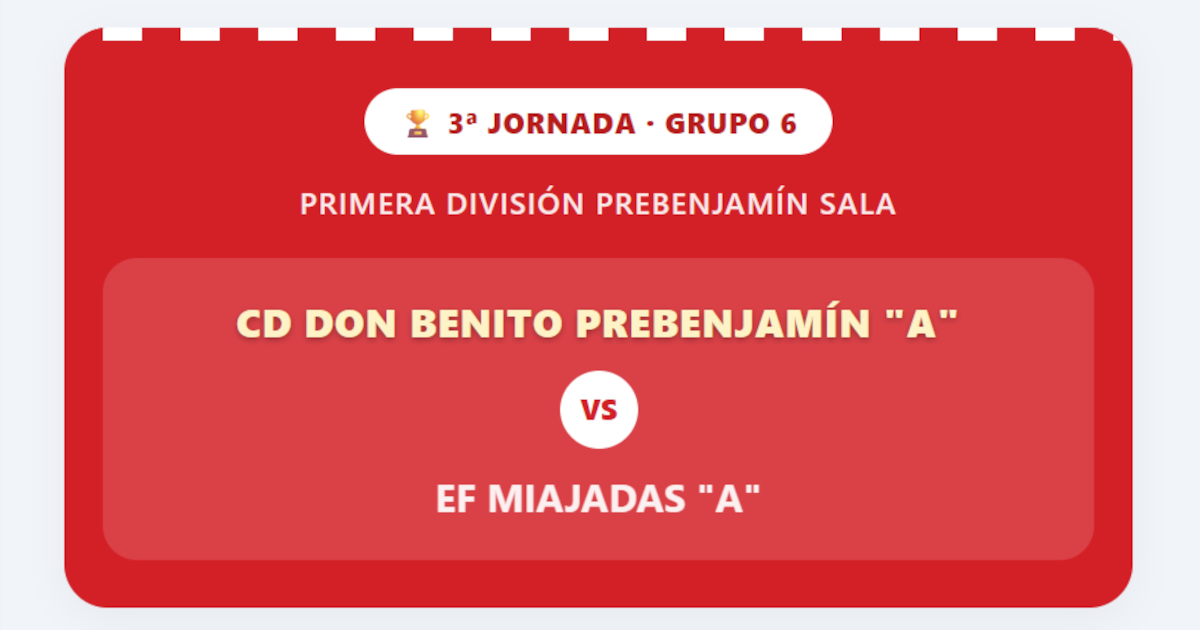 🏆 3ª JORNADA · GRUPO 6
PRIMERA DIVISIÓN PREBENJAMÍN SALA
CD DON BENITO PREBENJAMÍN "A"
VS
EF MIAJADAS "A"